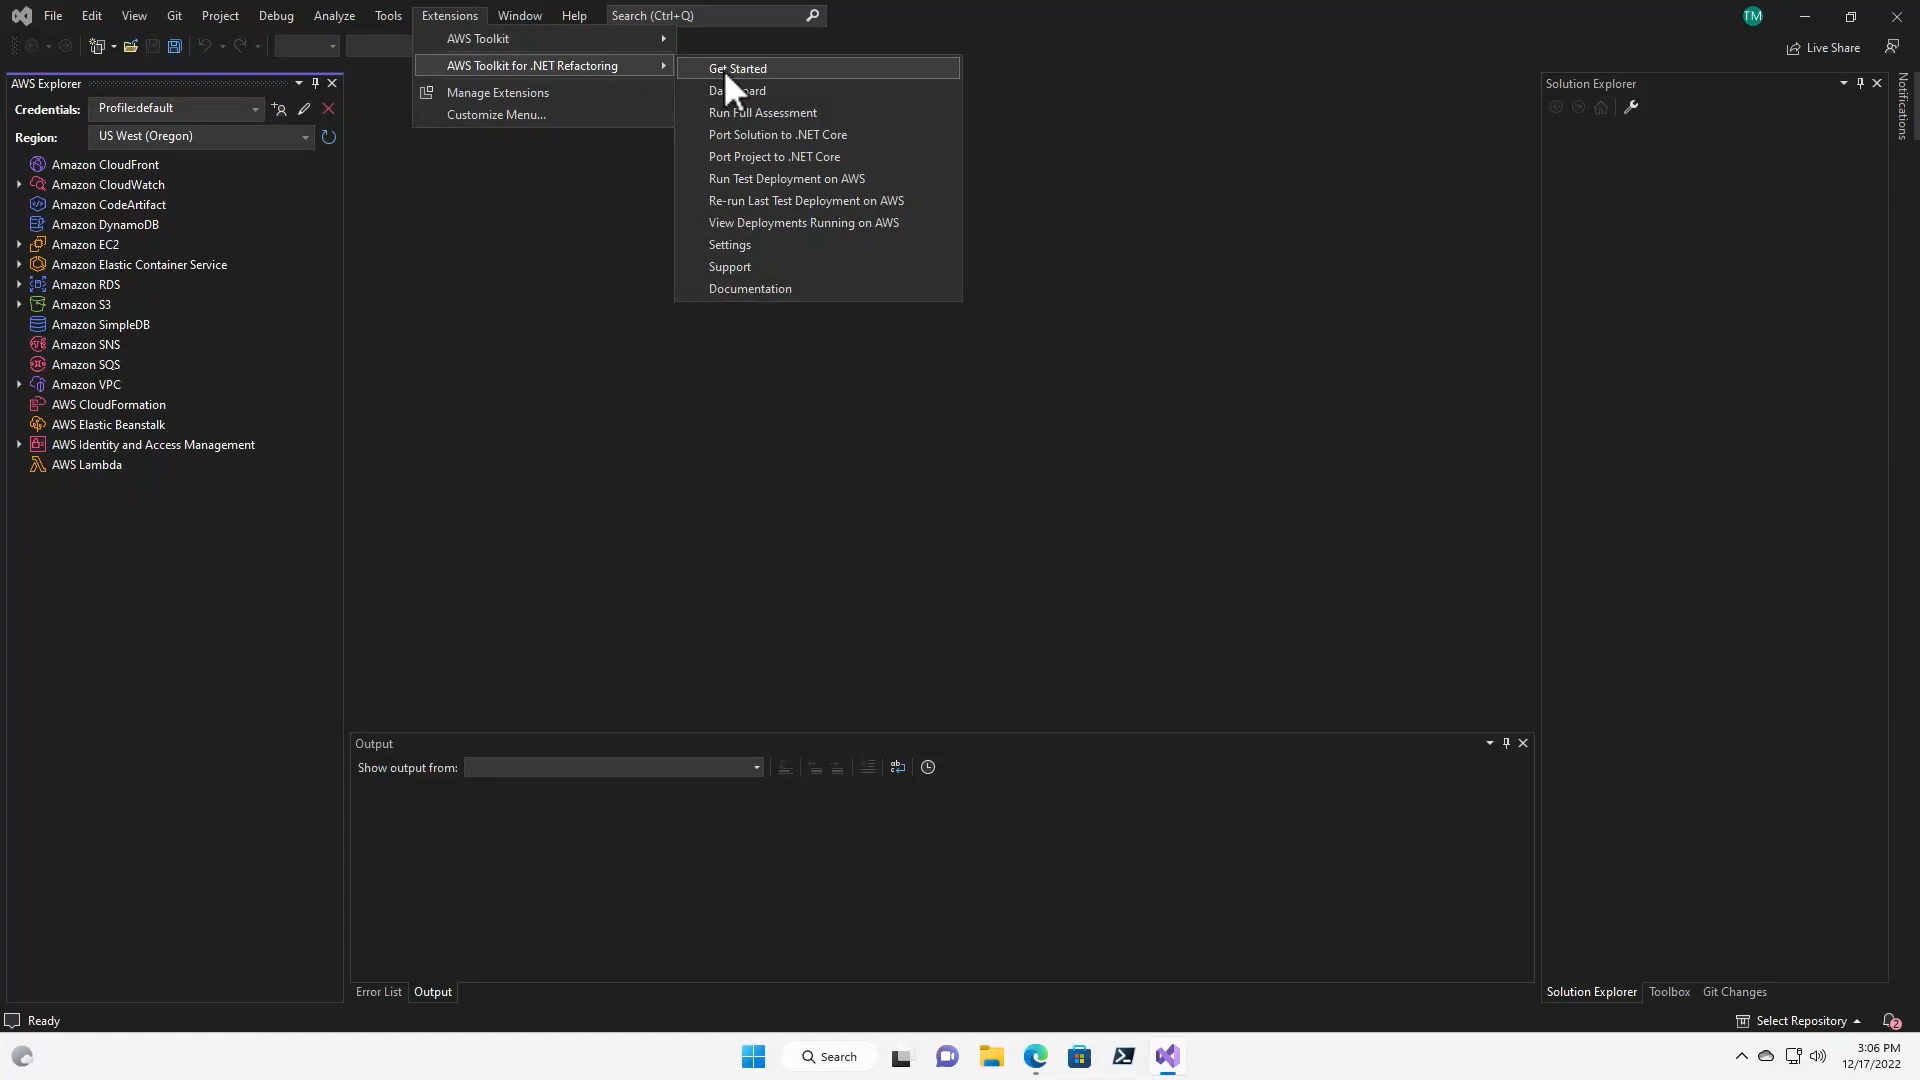 File Edit View Git Project Debug Analyze Tools Extensions Window Help Search (Ctrl+Q) TM
AWS Toolkit
AWS Toolkit for .NET Refactoring
Manage Extensions
Customize Menu...
Get Started
Run Full Assessment
Port Solution to .NET Core
Port Project to .NET Core
Run Test Deployment on AWS
Re-run Last Test Deployment on AWS
View Deployments Running on AWS
Settings
Support
Documentation
Live Share
AWS Explorer
Credentials: Profile:default
Region: US West (Oregon)
Amazon CloudFront
Amazon CloudWatch
Amazon CodeArtifact
Amazon DynamoDB
Amazon EC2
Amazon Elastic Container Service
Amazon RDS
Amazon S3
Amazon SimpleDB
Amazon SNS
Amazon SQS
Amazon VPC
AWS CloudFormation
AWS Elastic Beanstalk
AWS Identity and Access Management
AWS Lambda
Solution Explorer
Notifications
Output
Show output from:
Error List Output
Solution Explorer Toolbox Git Changes
Ready
Select Repository
2
Search
3:06 PM
12/17/2022